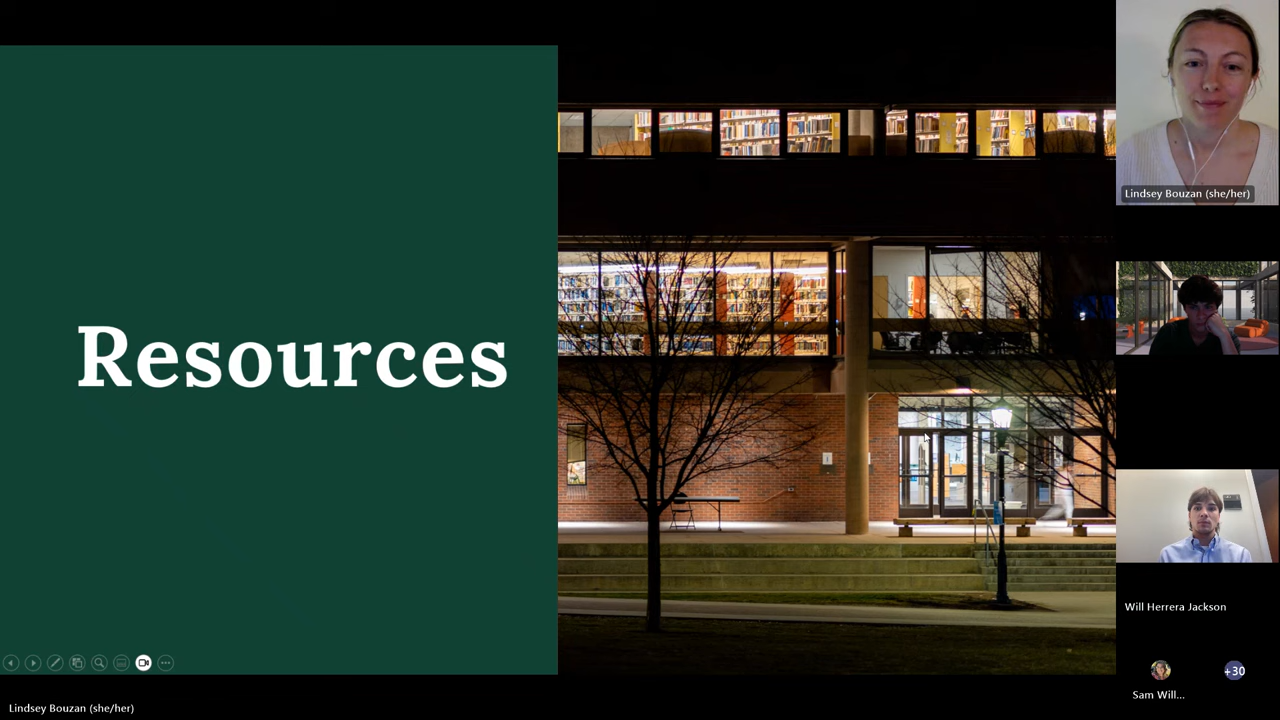 Resources
Lindsey Bouzan (she/her)
Lindsey Bouzan (she/her)
Will Herrera Jackson
+30
Sam Will...